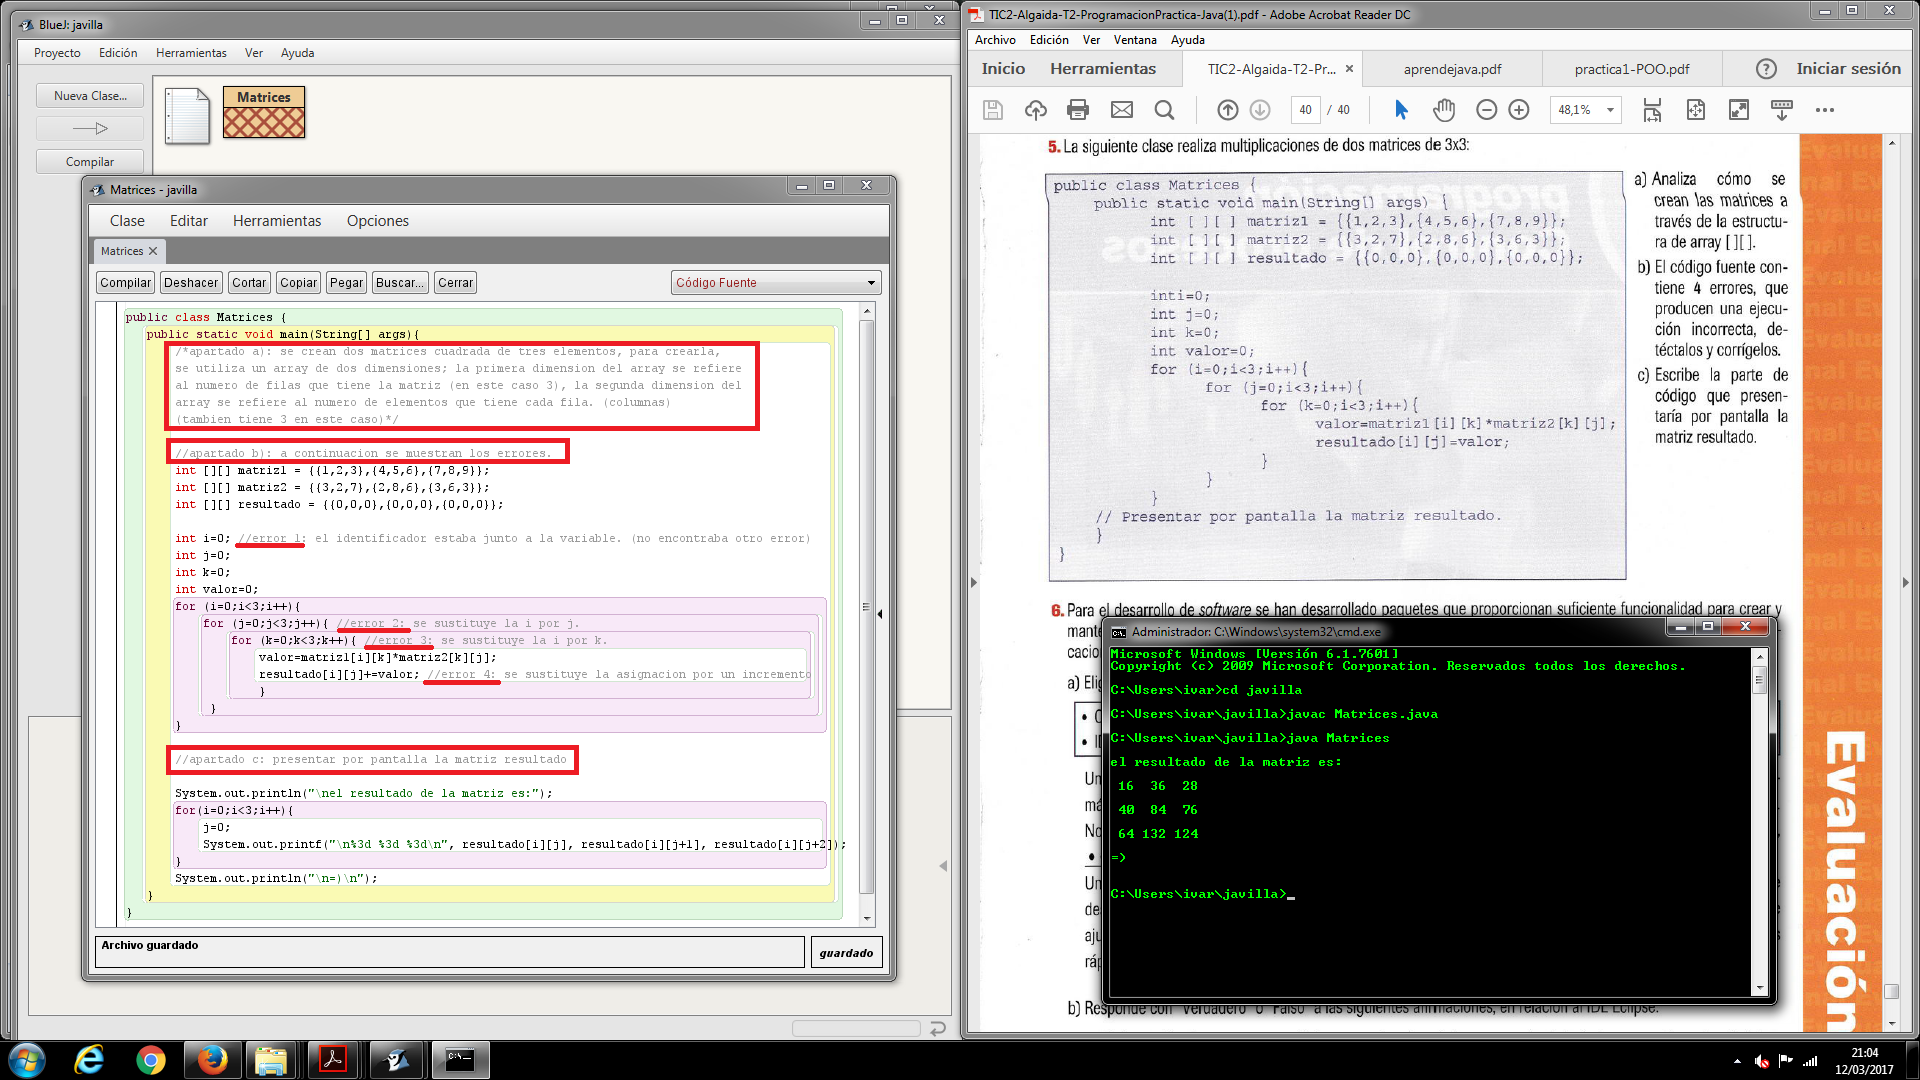 BlueJ: javilla
Proyecto Edición Herramientas Ver Ayuda
Nueva Clase...
Compilar
Matrices
Matrices - javilla
Clase Editar Herramientas Opciones
Matrices
Compilar Deshacer Cortar Copiar Pegar Buscar... Cerrar Código Fuente
public class Matrices {
public static void main(String[] args){
/*apartado a): se crean dos matrices cuadrada de tres elementos, para crearla,
se utiliza un array de dos dimensiones; la primera dimension del array se refiere
al numero de filas que tiene la matriz (en este caso 3), la segunda dimension del
array se refiere al numero de elementos que tiene cada fila. (columnas)
(tambien tiene 3 en este caso)*/
//apartado b): a continuacion se muestran los errores.
int [][] matriz1 = {{1,2,3},{4,5,6},{7,8,9}};
int [][] matriz2 = {{3,2,7},{2,8,6},{3,6,3}};
int [][] resultado = {{0,0,0},{0,0,0},{0,0,0}};
int i=0; //error 1: el identificador estaba junto a la variable. (no encontraba otro error)
int j=0;
int k=0;
int valor=0;
for (i=0;i<3;i++){
for (j=0;j<3;j++){ //error 2: se sustituye la i por j.
for (k=0;k<3;k++){ //error 3: se sustituye la i por k.
valor=matriz1[i][k]*matriz2[k][j];
resultado[i][j]+=valor; //error 4: se sustituye la asignacion por un incremento
}
}
}
//apartado c: presentar por pantalla la matriz resultado
System.out.println("\nel resultado de la matriz es:");
for(i=0;i<3;i++){
j=0;
System.out.printf("\n%3d %3d %3d\n", resultado[i][j], resultado[i][j+1], resultado[i][j+2]);
}
System.out.println("\n=)\n");
}
}
Archivo guardado
guardado
TIC2-Algaida-T2-ProgramacionPractica-Java(1).pdf - Adobe Acrobat Reader DC
Archivo Edición Ver Ventana Ayuda
Inicio Herramientas TIC2-Algaida-T2-Pr... aprendejava.pdf practica1-POO.pdf Iniciar sesión
40 / 40 48,1%
5. La siguiente clase realiza multiplicaciones de dos matrices de 3x3:
public class Matrices {
public static void main(String[] args) {
int [ ][ ] matriz1 = {{1,2,3},{4,5,6},{7,8,9}};
int [ ][ ] matriz2 = {{3,2,7},{2,8,6},{3,6,3}};
int [ ][ ] resultado = {{0,0,0},{0,0,0},{0,0,0}};
inti=0;
int j=0;
int k=0;
int valor=0;
for (i=0;i<3;i++){
for (j=0;i<3;i++){
for (k=0;i<3;i++){
valor=matriz1[i][k]*matriz2[k][j];
resultado[i][j]=valor;
}
}
}
// Presentar por pantalla la matriz resultado.
}
}
a) Analiza cómo se
crean las matrices a
través de la estructu-
ra de array [ ][ ].
b) El código fuente con-
tiene 4 errores, que
producen una ejecu-
ción incorrecta, de-
téctalos y corrígelos.
c) Escribe la parte de
código que presen-
taría por pantalla la
matriz resultado.
6. Para el desarrollo de software se han desarrollado paquetes que proporcionan suficiente funcionalidad para crear y
Administrador: C:\Windows\system32\cmd.exe
Microsoft Windows [Versión 6.1.7601]
Copyright (c) 2009 Microsoft Corporation. Reservados todos los derechos.
C:\Users\ivar>cd javilla
C:\Users\ivar\javilla>javac Matrices.java
C:\Users\ivar\javilla>java Matrices
el resultado de la matriz es:
16 36 28
40 84 76
64 132 124
=)
C:\Users\ivar\javilla>
b) Responde con "Verdadero" o "Falso" a las siguientes afirmaciones, en relación al IDE Eclipse.
Evaluación
21:04
12/03/2017